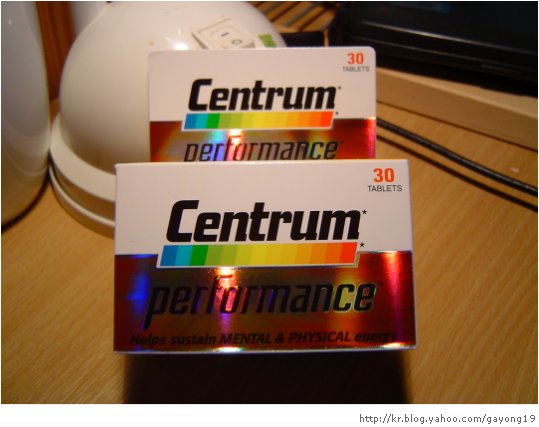 30
TABLETS
Centrum
performance
30
TABLETS
Centrum*
*
performance
Helps sustain MENTAL & PHYSICAL energy
http://kr.blog.yahoo.com/gayong19